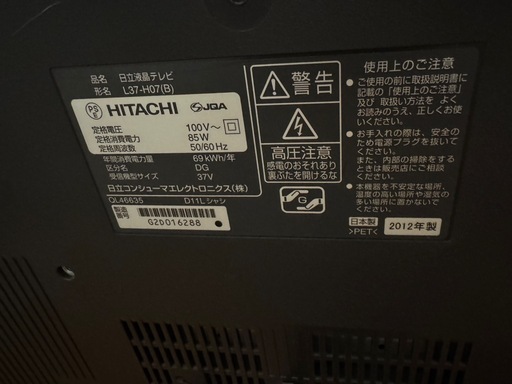 品名 日立液晶テレビ
形名 L37-H07(B)
PS
E
HITACHI
JQA
定格電圧 100V～
定格消費電力 85W
定格周波数 50/60Hz
年間消費電力量 69kWh/年
区分名 DG
受信機型サイズ 37V
日立コンシューマエレクトロニクス(株)
QL46635 D11Lシャシ
製造番号 G2D016288
警告
高圧注意
感電のおそれあり
裏ぶたを開けるな
G
使用上のご注意
●ご使用の前に取扱説明書に
記載の「使用上のご注意」
及び 取扱い方法を よく
お読みのうえ、正しくご使
用ください。
●お手入れの際は、安全のた
め電源プラグを抜いてくだ
さい。
また、内部の掃除をすると
きは販売店にご相談くださ
い。
●本機器を不安定な場所、
温度の高い場所や湿気の
多い場所に置かないで
ください。
日本製
>PET<
2012年製